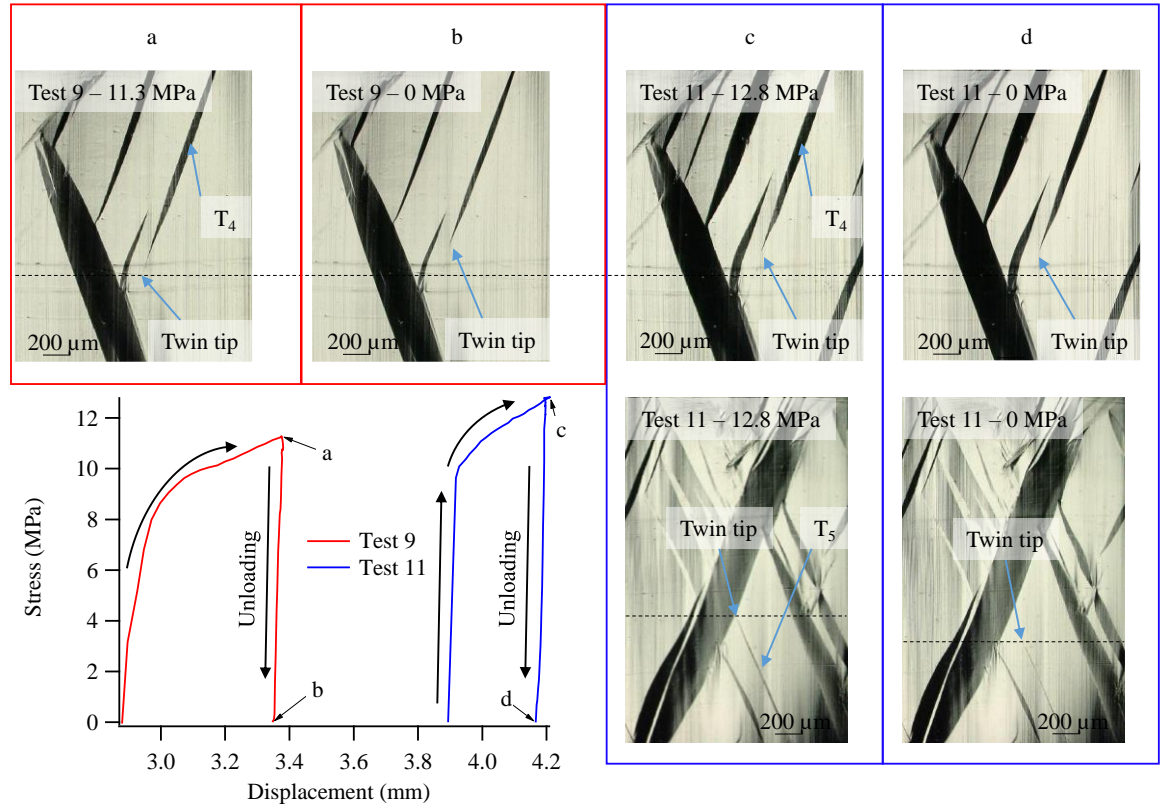 a
b
c
d
Test 9 – 11.3 MPa
Test 9 – 0 MPa
Test 11 – 12.8 MPa
Test 11 – 0 MPa
T4
T4
Twin tip
Twin tip
Twin tip
Twin tip
200 µm
200 µm
200 µm
200 µm
Test 11 – 12.8 MPa
Test 11 – 0 MPa
Twin tip
T5
Twin tip
200 µm
200 µm
Stress (MPa)
12
10
8
6
4
2
0
a
c
Unloading
Unloading
Test 9
Test 11
b
d
3.0
3.2
3.4
3.6
3.8
4.0
4.2
Displacement (mm)